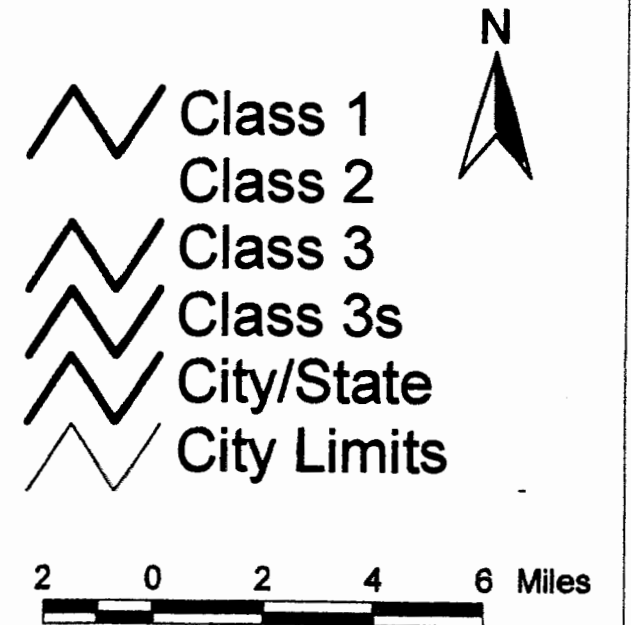 N
Class 1
Class 2
Class 3
Class 3s
City/State
City Limits
2 0 2 4 6 Miles